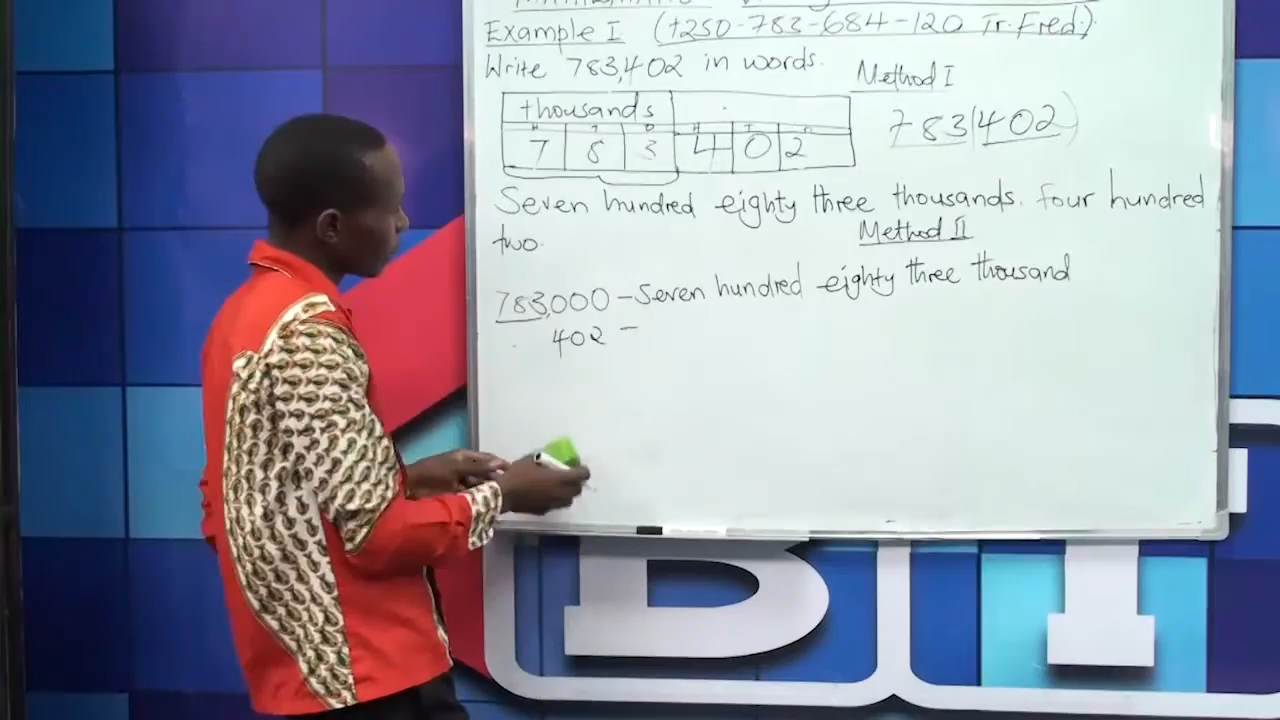 Example I (+250-783-684-120 Tr. Fred.)
Write 783,402 in words.
Method I
thousands
H T O H T O
7 8 3 4 0 2
783(402)
Seven hundred eighty three thousands. four hundred
two.
Method II
783,000 – Seven hundred eighty three thousand
402 –
B